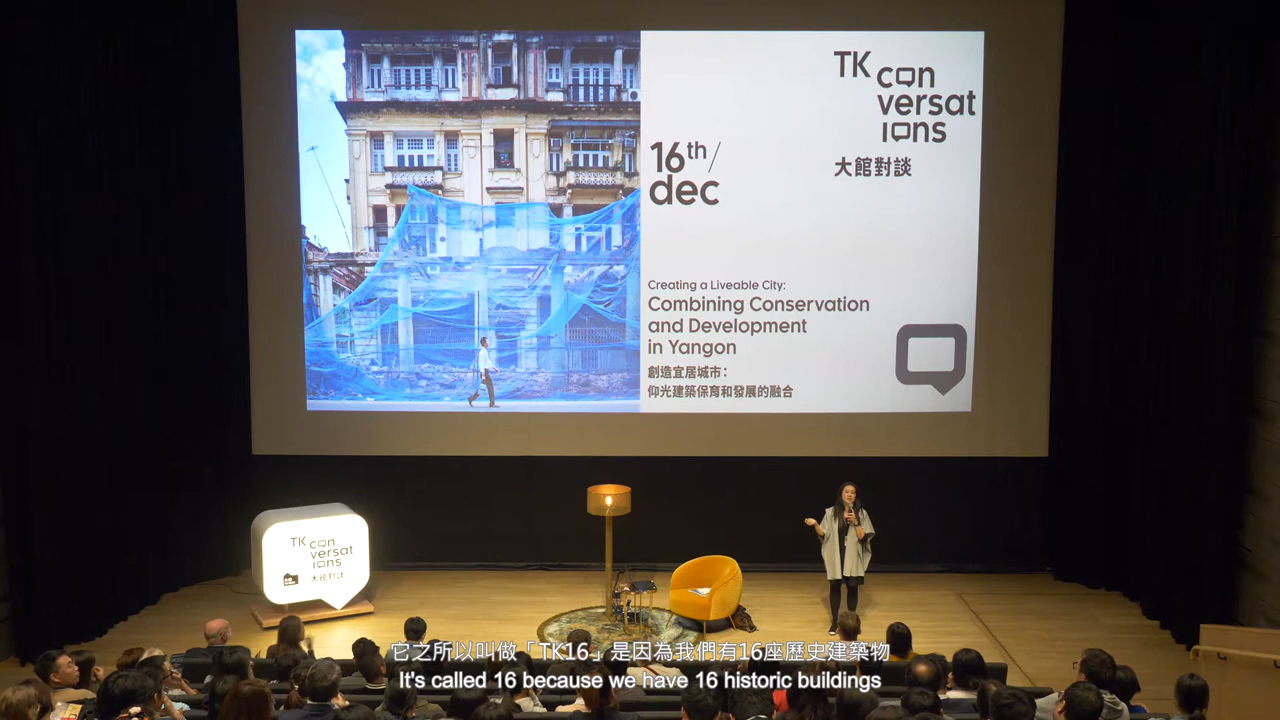 TK con
versat
ions
大館對談
16th/
dec
Creating a Liveable City:
Combining Conservation
and Development
in Yangon
創造宜居城市：
仰光建築保育和發展的融合
TK con
versat
ions
大館對談
它之所以叫做「TK16」是因為我們有16座歷史建築物
It's called 16 because we have 16 historic buildings